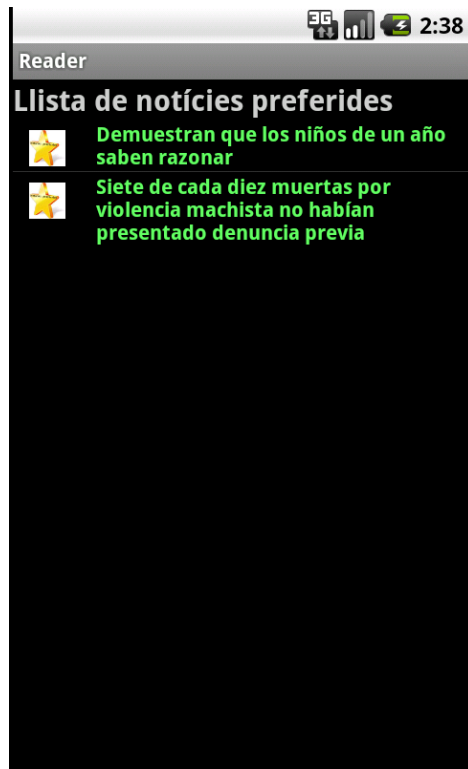 3G 2:38
Reader
Llista de notícies preferides
Demuestran que los niños de un año
saben razonar
Siete de cada diez muertas por
violencia machista no habían
presentado denuncia previa